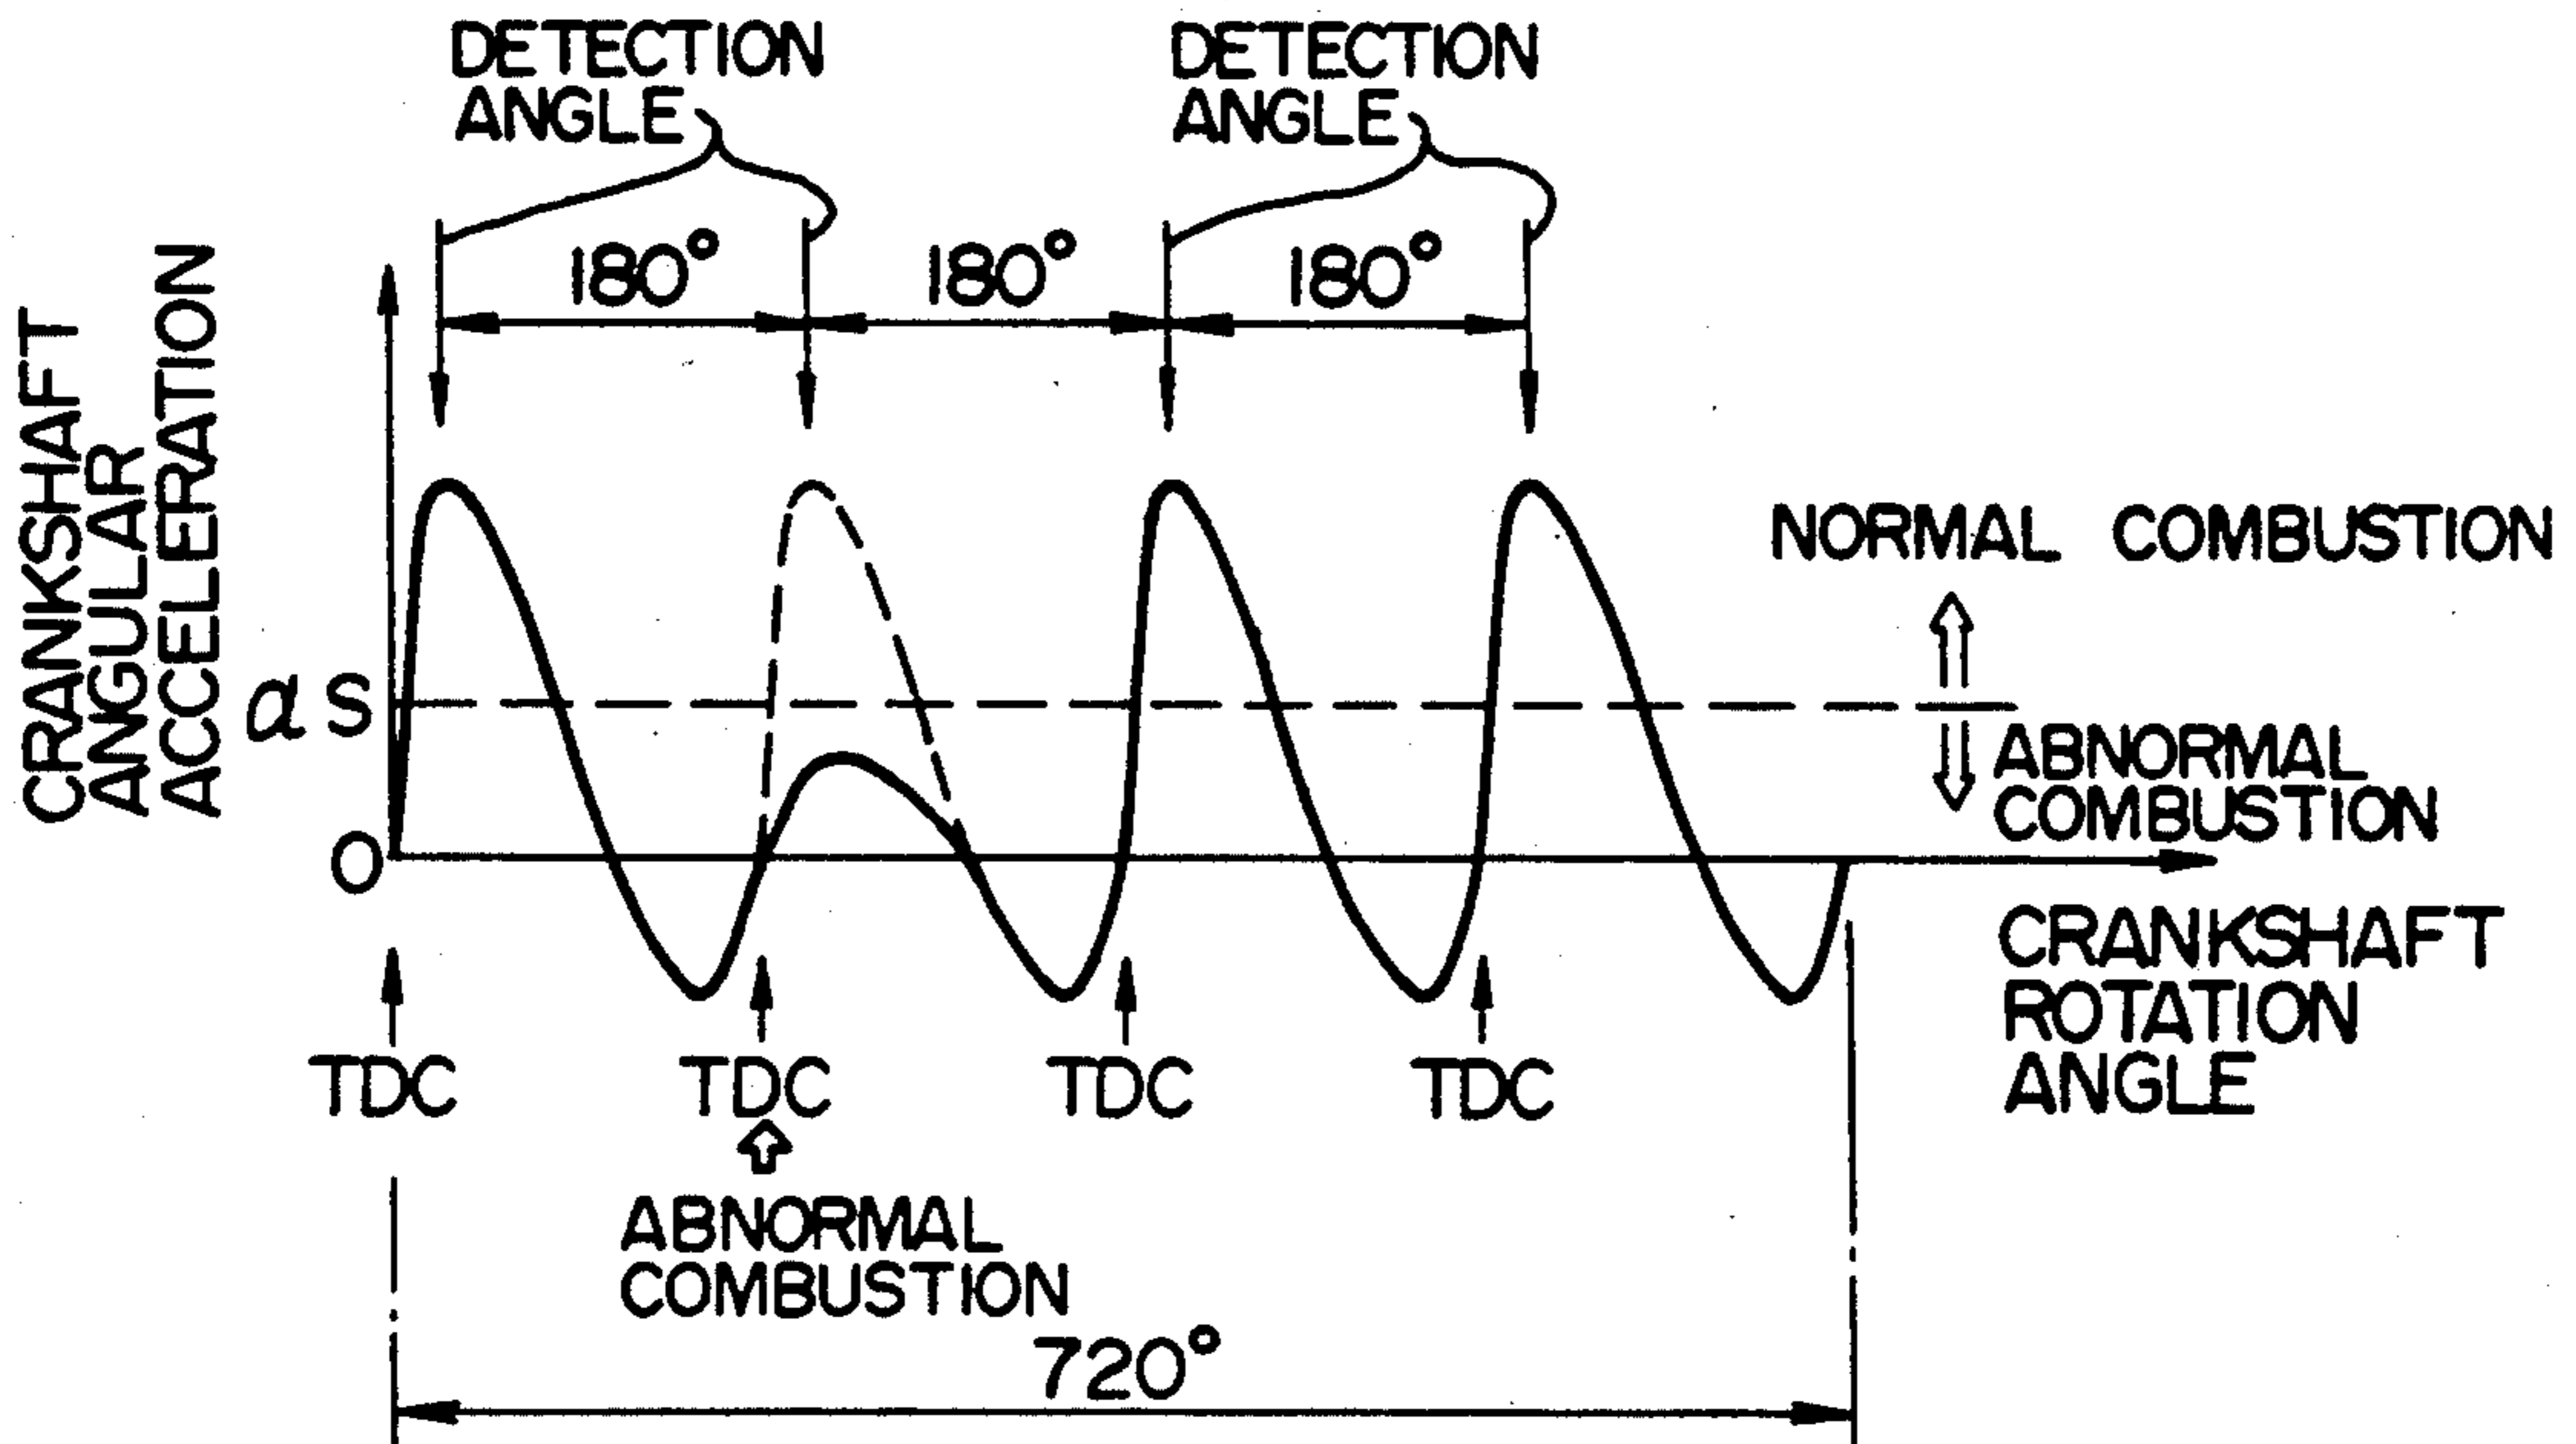 DETECTION
ANGLE
DETECTION
ANGLE
180°
180°
180°
CRANKSHAFT
ANGULAR
ACCELERATION
NORMAL COMBUSTION
α S
ABNORMAL
COMBUSTION
O
CRANKSHAFT
ROTATION
ANGLE
TDC
TDC
TDC
TDC
ABNORMAL
COMBUSTION
720°